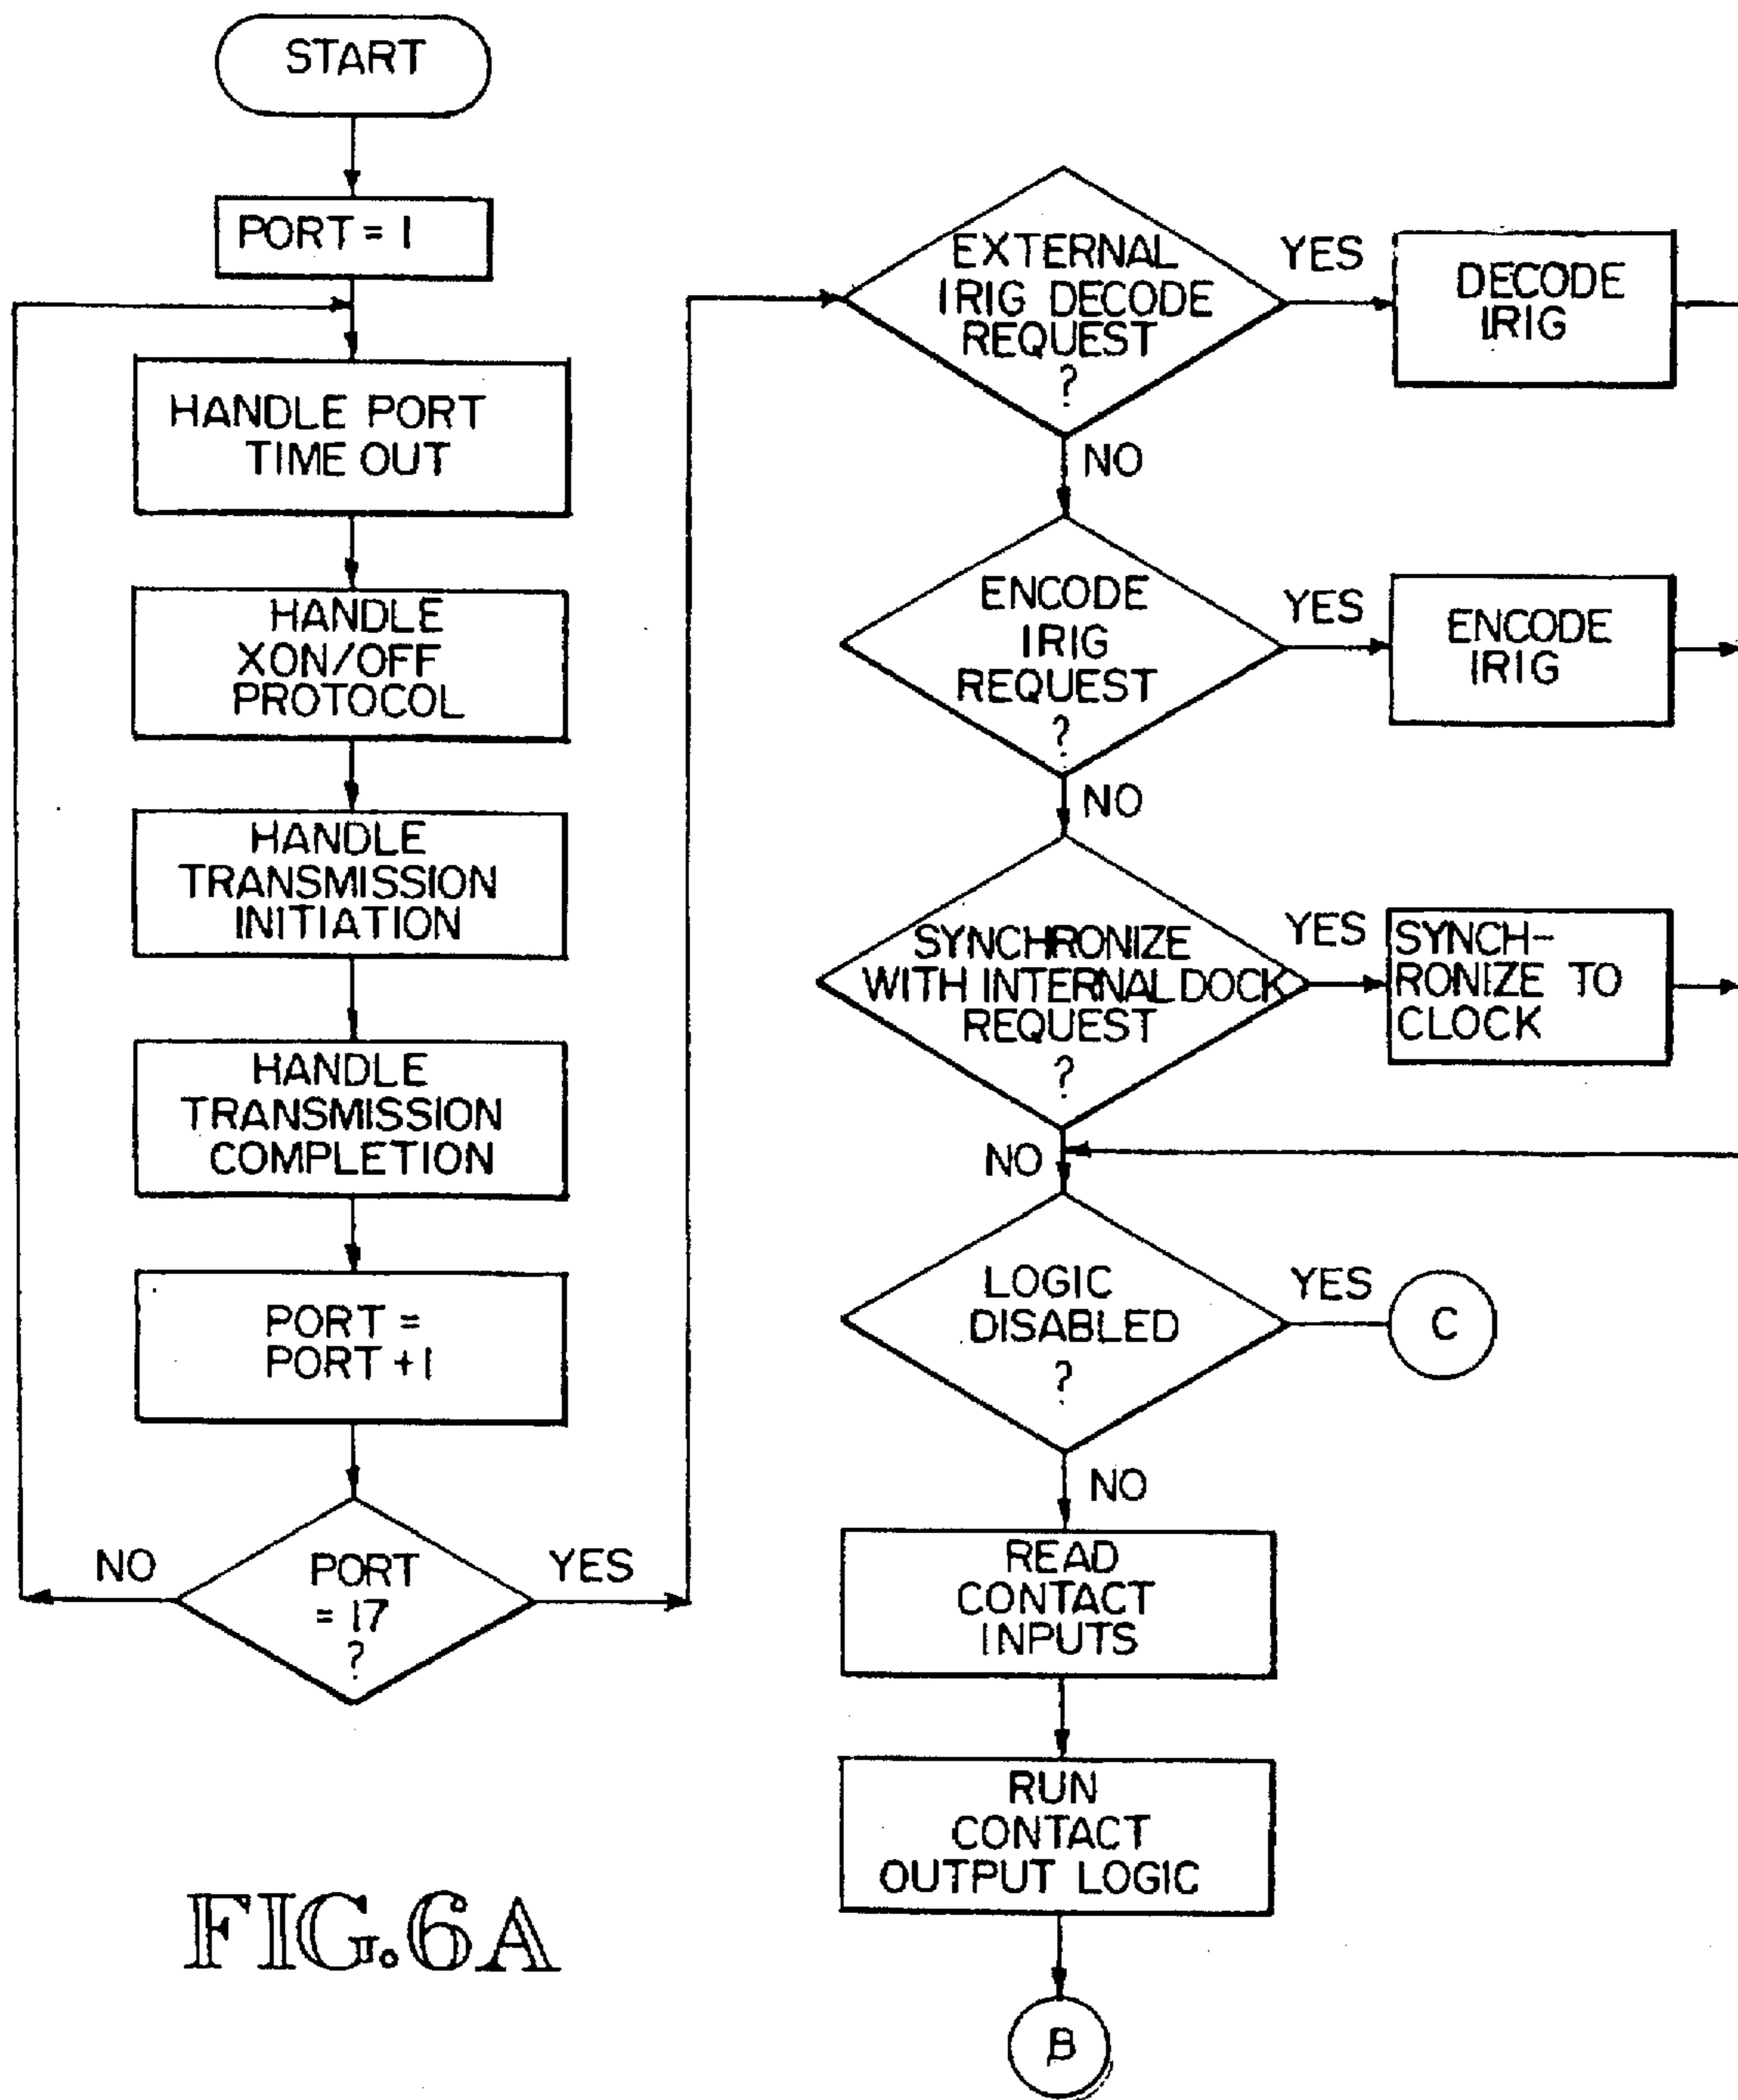 START
PORT = 1
HANDLE PORT
TIME OUT
HANDLE
XON/OFF
PROTOCOL
HANDLE
TRANSMISSION
INITIATION
HANDLE
TRANSMISSION
COMPLETION
PORT =
PORT +1
NO
PORT
= 17
?
YES
EXTERNAL
IRIG DECODE
REQUEST
?
YES
DECODE
IRIG
NO
ENCODE
IRIG
REQUEST
?
YES
ENCODE
IRIG
NO
SYNCHRONIZE
WITH INTERNAL DOCK
REQUEST
?
YES
SYNCH-
RONIZE TO
CLOCK
NO
LOGIC
DISABLED
?
YES
C
NO
READ
CONTACT
INPUTS
RUN
CONTACT
OUTPUT LOGIC
B
FIG.6A